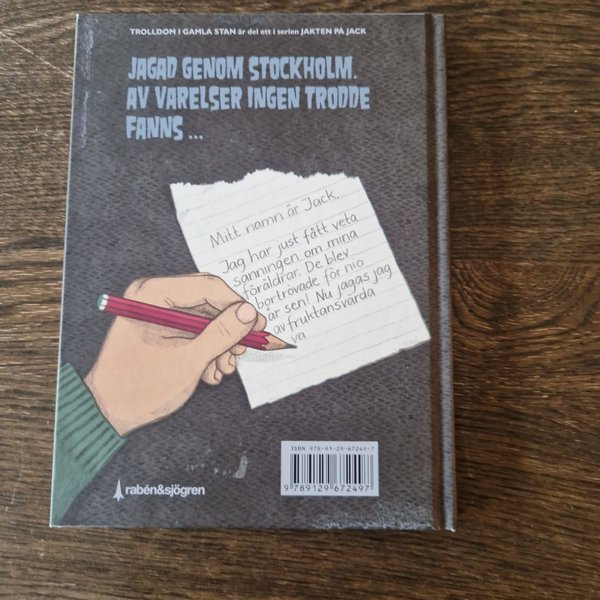 TROLLDOM I GAMLA STAN är del ett i serien JAKTEN PÅ JACK
JAGAD GENOM STOCKHOLM.
AV VARELSER INGEN TRODDE
FANNS ...
Mitt namn är Jack.
Jag har just fått veta
sanningen om mina
föräldrar. De blev
bortrövade för nio
år sen! Nu jagas jag
av fruktansvärda
va
ISBN 978-91-29-67249-7
9 789129 672497
rabén&sjögren